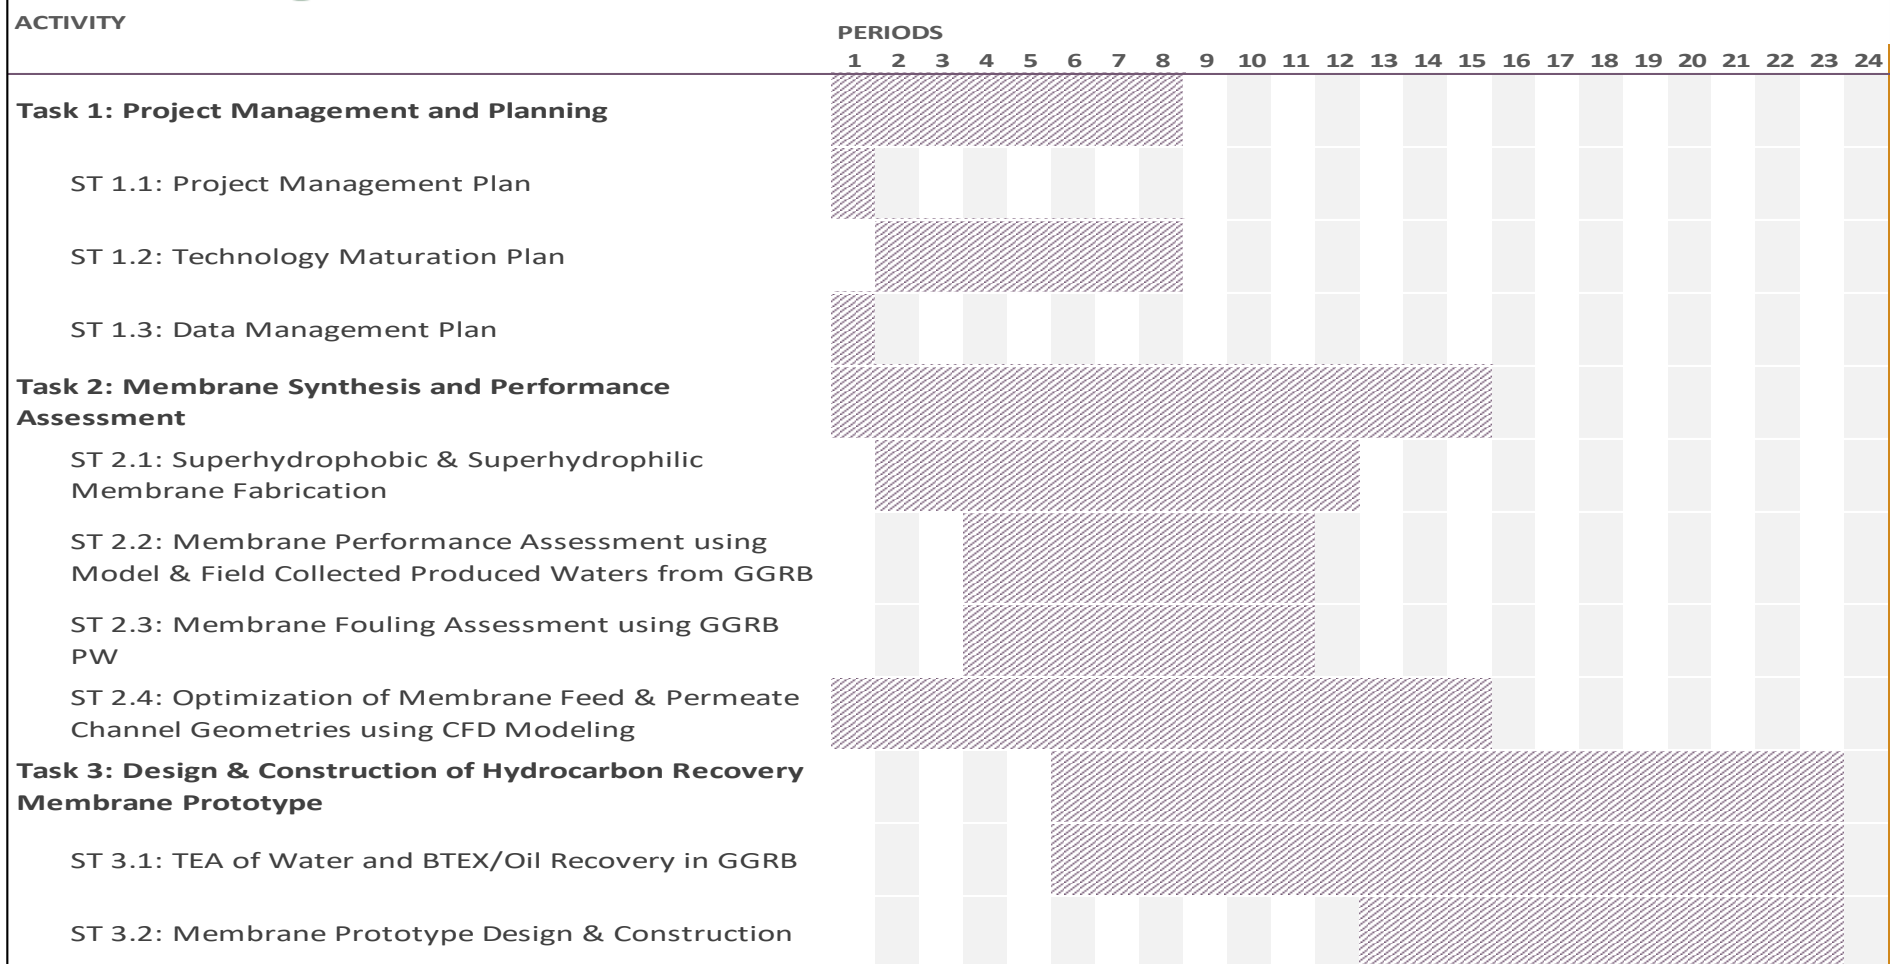 ACTIVITY
PERIODS
1 2 3 4 5 6 7 8 9 10 11 12 13 14 15 16 17 18 19 20 21 22 23 24
Task 1: Project Management and Planning
ST 1.1: Project Management Plan
ST 1.2: Technology Maturation Plan
ST 1.3: Data Management Plan
Task 2: Membrane Synthesis and Performance
Assessment
ST 2.1: Superhydrophobic & Superhydrophilic
Membrane Fabrication
ST 2.2: Membrane Performance Assessment using
Model & Field Collected Produced Waters from GGRB
ST 2.3: Membrane Fouling Assessment using GGRB
PW
ST 2.4: Optimization of Membrane Feed & Permeate
Channel Geometries using CFD Modeling
Task 3: Design & Construction of Hydrocarbon Recovery
Membrane Prototype
ST 3.1: TEA of Water and BTEX/Oil Recovery in GGRB
ST 3.2: Membrane Prototype Design & Construction